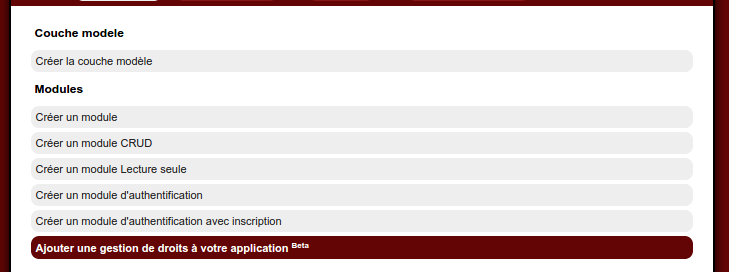 Couche modele
Créer la couche modèle
Modules
Créer un module
Créer un module CRUD
Créer un module Lecture seule
Créer un module d'authentification
Créer un module d'authentification avec inscription
Ajouter une gestion de droits à votre application Beta